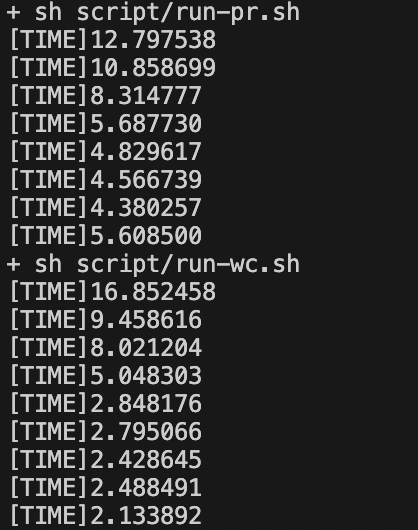 + sh script/run-pr.sh
[TIME]12.797538
[TIME]10.858699
[TIME]8.314777
[TIME]5.687730
[TIME]4.829617
[TIME]4.566739
[TIME]4.380257
[TIME]5.608500
+ sh script/run-wc.sh
[TIME]16.852458
[TIME]9.458616
[TIME]8.021204
[TIME]5.048303
[TIME]2.848176
[TIME]2.795066
[TIME]2.428645
[TIME]2.488491
[TIME]2.133892